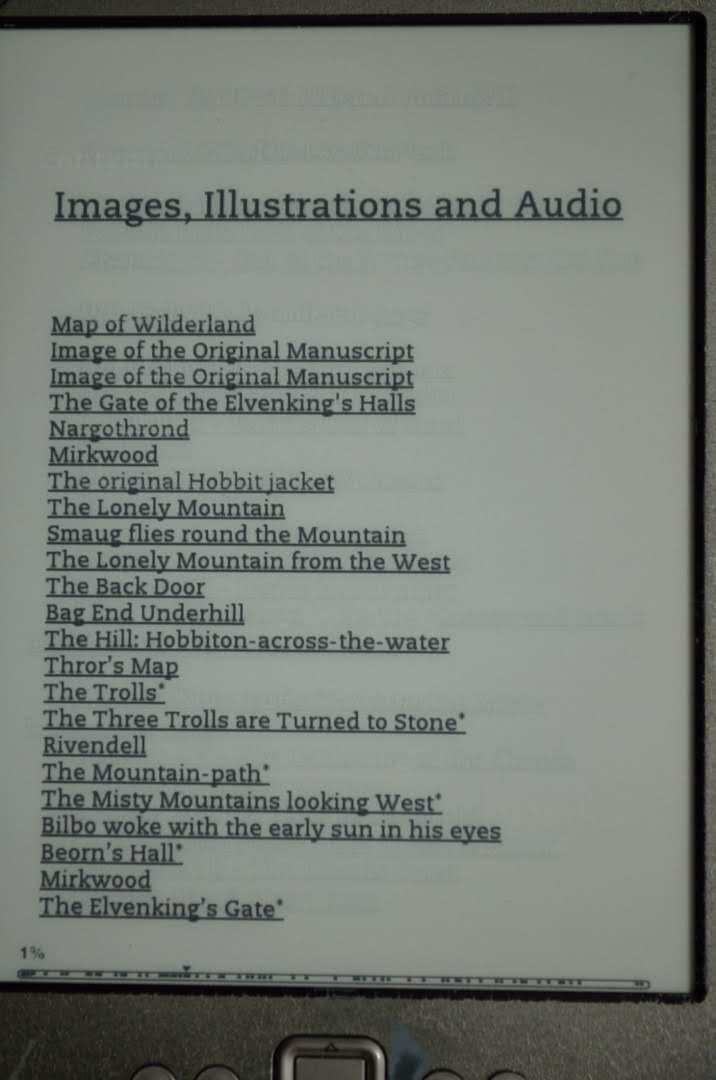 Images, Illustrations and Audio
Map of Wilderland
Image of the Original Manuscript
Image of the Original Manuscript
The Gate of the Elvenking's Halls
Nargothrond
Mirkwood
The original Hobbit jacket
The Lonely Mountain
Smaug flies round the Mountain
The Lonely Mountain from the West
The Back Door
Bag End Underhill
The Hill: Hobbiton-across-the-water
Thror’s Map
The Trolls*
The Three Trolls are Turned to Stone*
Rivendell
The Mountain-path*
The Misty Mountains looking West*
Bilbo woke with the early sun in his eyes
Beorn’s Hall*
Mirkwood
The Elvenking’s Gate*
1%